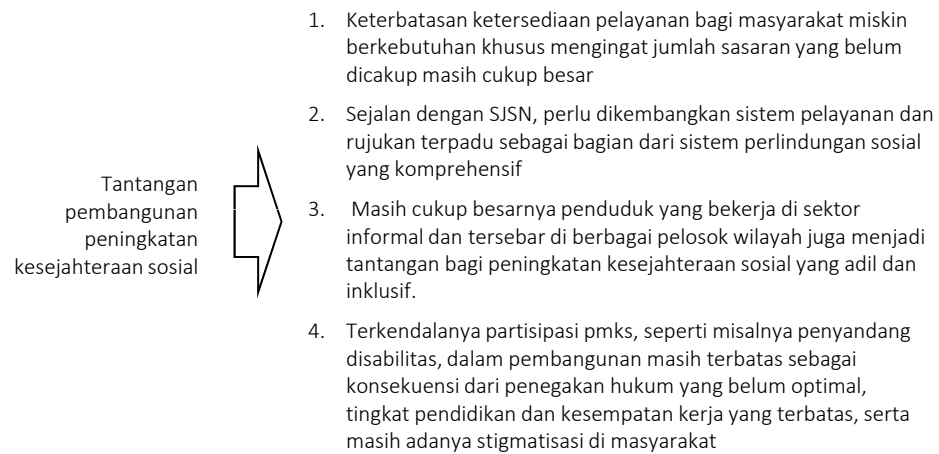 Tantangan
pembangunan
peningkatan
kesejahteraan sosial
1. Keterbatasan ketersediaan pelayanan bagi masyarakat miskin
berkebutuhan khusus mengingat jumlah sasaran yang belum
dicakup masih cukup besar
2. Sejalan dengan SJSN, perlu dikembangkan sistem pelayanan dan
rujukan terpadu sebagai bagian dari sistem perlindungan sosial
yang komprehensif
3. Masih cukup besarnya penduduk yang bekerja di sektor
informal dan tersebar di berbagai pelosok wilayah juga menjadi
tantangan bagi peningkatan kesejahteraan sosial yang adil dan
inklusif.
4. Terkendalanya partisipasi pmks, seperti misalnya penyandang
disabilitas, dalam pembangunan masih terbatas sebagai
konsekuensi dari penegakan hukum yang belum optimal,
tingkat pendidikan dan kesempatan kerja yang terbatas, serta
masih adanya stigmatisasi di masyarakat